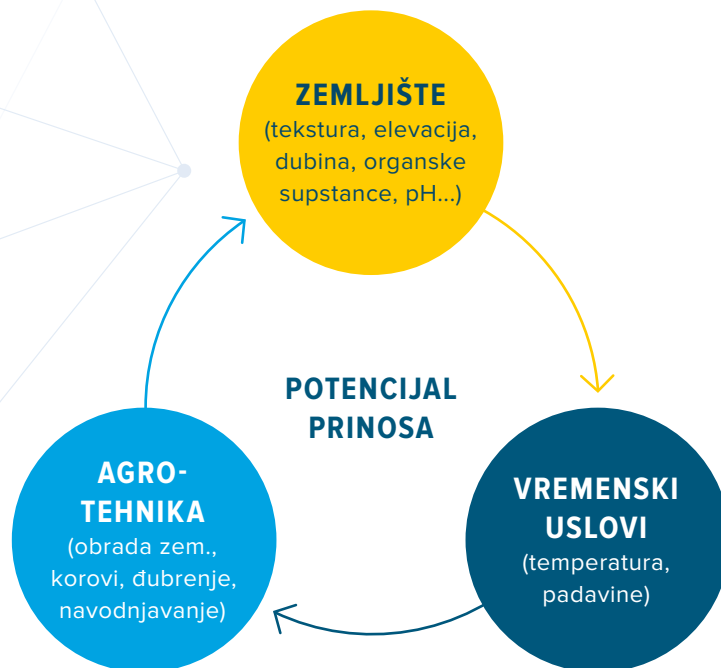 ZEMLJIŠTE
(tekstura, elevacija,
dubina, organske
supstance, pH...)
POTENCIJAL
PRINOSA
AGRO-
TEHNIKA
(obrada zem.,
korovi, đubrenje,
navodnjavanje)
VREMENSKI
USLOVI
(temperatura,
padavine)